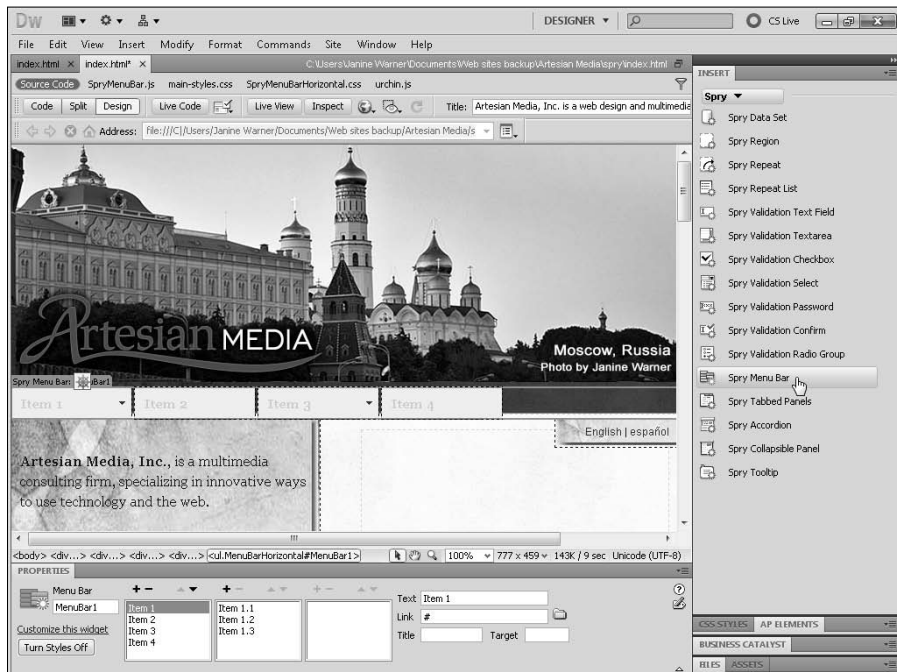 Dw
DESIGNER
CS Live
File Edit View Insert Modify Format Commands Site Window Help
index.html × index.html* ×
C:\Users\Janine Warner\Documents\Web sites backup\Artesian Media\spry\index.html
Source Code SpryMenuBar.js main-styles.css SpryMenuBarHorizontal.css urchin.js
Code Split Design Live Code Live View Inspect Title: Artesian Media, Inc. is a web design and multimedia
Address: file:///C|/Users/Janine Warner/Documents/Web sites backup/Artesian Media/s
Artesian MEDIA
Moscow, Russia
Photo by Janine Warner
Spry Menu Bar: uBar1
Item 1 Item 2 Item 3 Item 4
English | español
Artesian Media, Inc., is a multimedia
consulting firm, specializing in innovative ways
to use technology and the web.
<body> <div...> <div...> <div...> <div...> <ul.MenuBarHorizontal#MenuBar1>
100% 777 x 459 143K / 9 sec Unicode (UTF-8)
PROPERTIES
Menu Bar
MenuBar1
Customize this widget
Turn Styles Off
Item 1
Item 2
Item 3
Item 4
Item 1.1
Item 1.2
Item 1.3
Text Item 1
Link #
Title Target
INSERT
Spry
Spry Data Set
Spry Region
Spry Repeat
Spry Repeat List
Spry Validation Text Field
Spry Validation Textarea
Spry Validation Checkbox
Spry Validation Select
Spry Validation Password
Spry Validation Confirm
Spry Validation Radio Group
Spry Menu Bar
Spry Tabbed Panels
Spry Accordion
Spry Collapsible Panel
Spry Tooltip
CSS STYLES AP ELEMENTS
BUSINESS CATALYST
FILES ASSETS